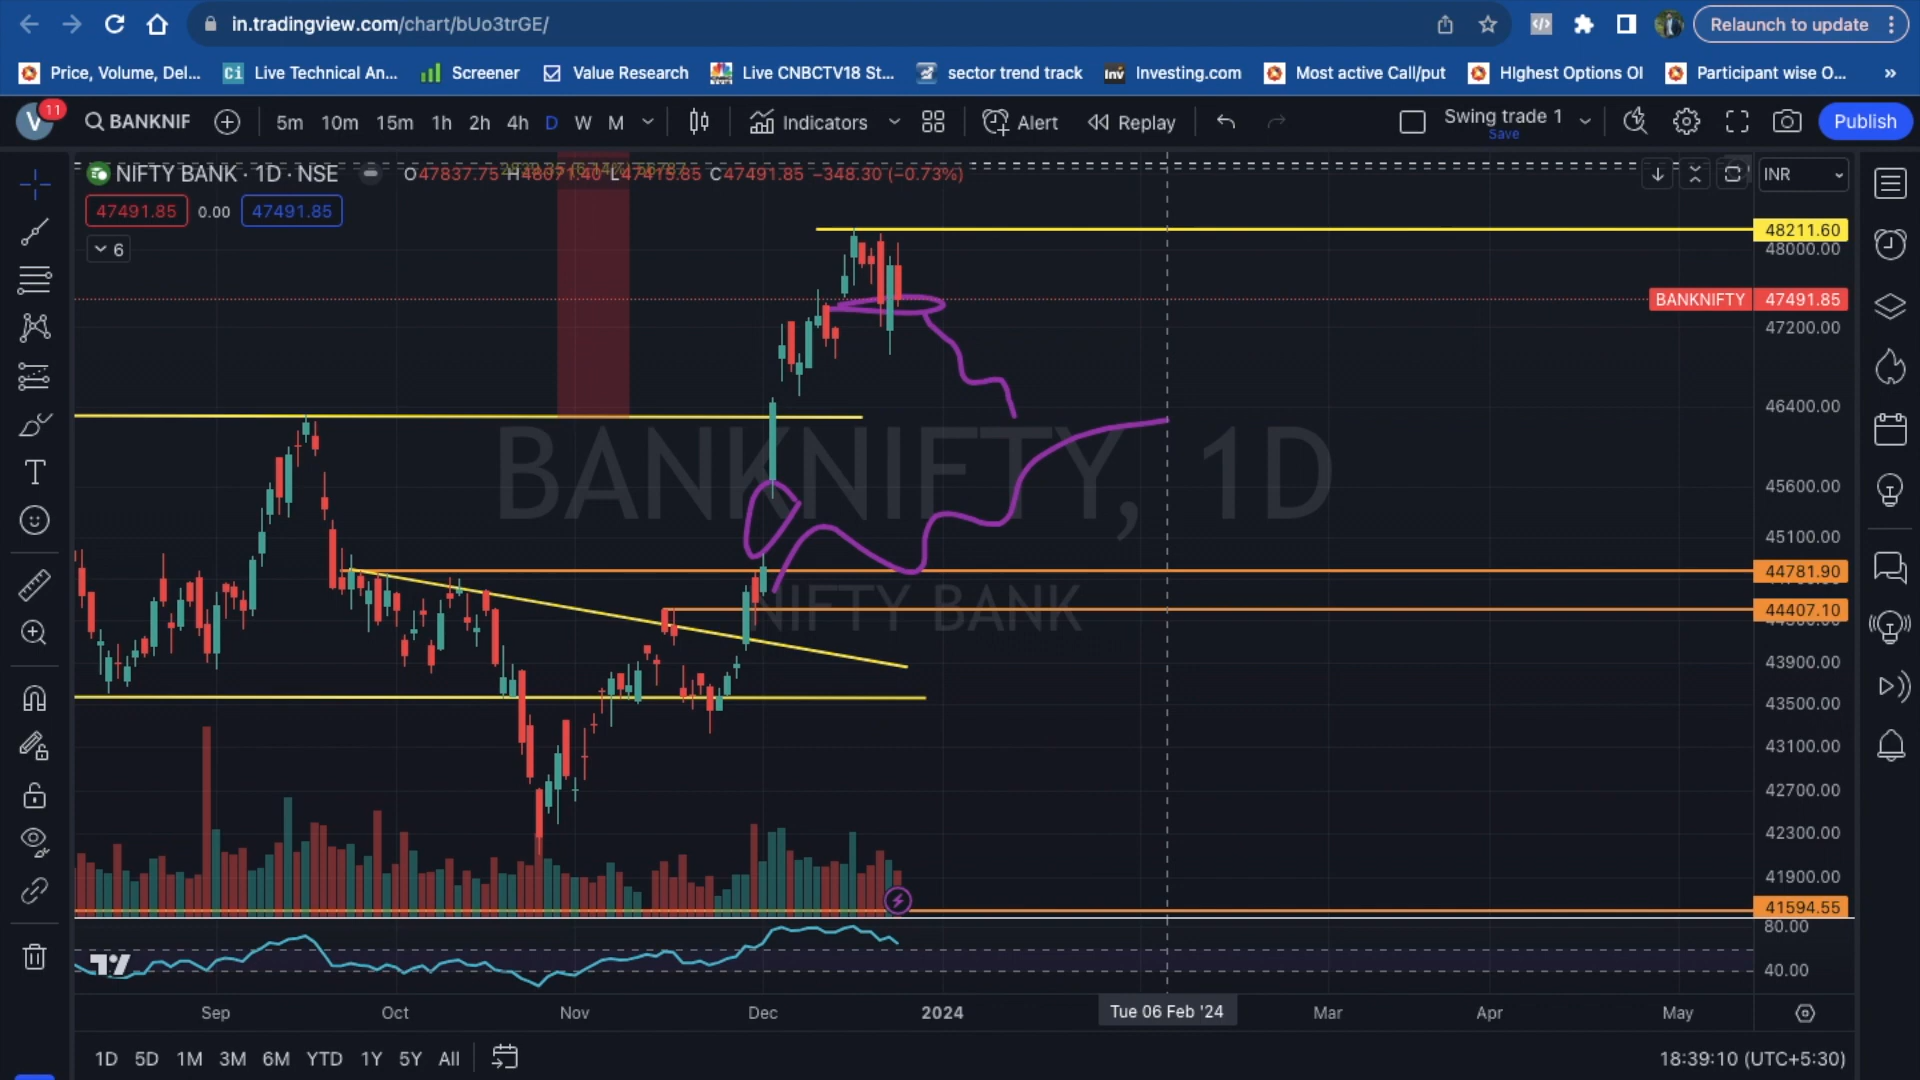 in.tradingview.com/chart/bUo3trGE/
Relaunch to update
Price, Volume, Del...
Live Technical An...
Screener
Value Research
Live CNBCTV18 St...
sector trend track
Investing.com
Most active Call/put
HIghest Options OI
Participant wise O...
»
V 11
BANKNIF
5m 10m 15m 1h 2h 4h D W M
Indicators
Alert
Replay
Swing trade 1
Save
Publish
NIFTY BANK · 1D · NSE
O47837.75 L47415.85 C47491.85 −348.30 (−0.73%)
INR
47491.85 0.00 47491.85
6
48211.60
48000.00
BANKNIFTY 47491.85
47200.00
46400.00
BANKNIFTY, 1D
45600.00
45100.00
44781.90
NIFTY BANK
44407.10
43900.00
43500.00
43100.00
42700.00
42300.00
41900.00
41594.55
80.00
40.00
Sep Oct Nov Dec 2024 Tue 06 Feb '24 Mar Apr May
1D 5D 1M 3M 6M YTD 1Y 5Y All
18:39:10 (UTC+5:30)